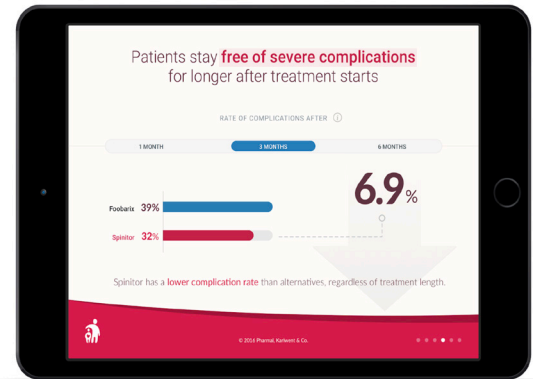 Patients stay free of severe complications
for longer after treatment starts
RATE OF COMPLICATIONS AFTER
1 MONTH
3 MONTHS
6 MONTHS
6.9%
Foobarix 39%
Spinitor 32%
Spinitor has a lower complication rate than alternatives, regardless of treatment length.
© 2016 Pharmal, Karlwent & Co.